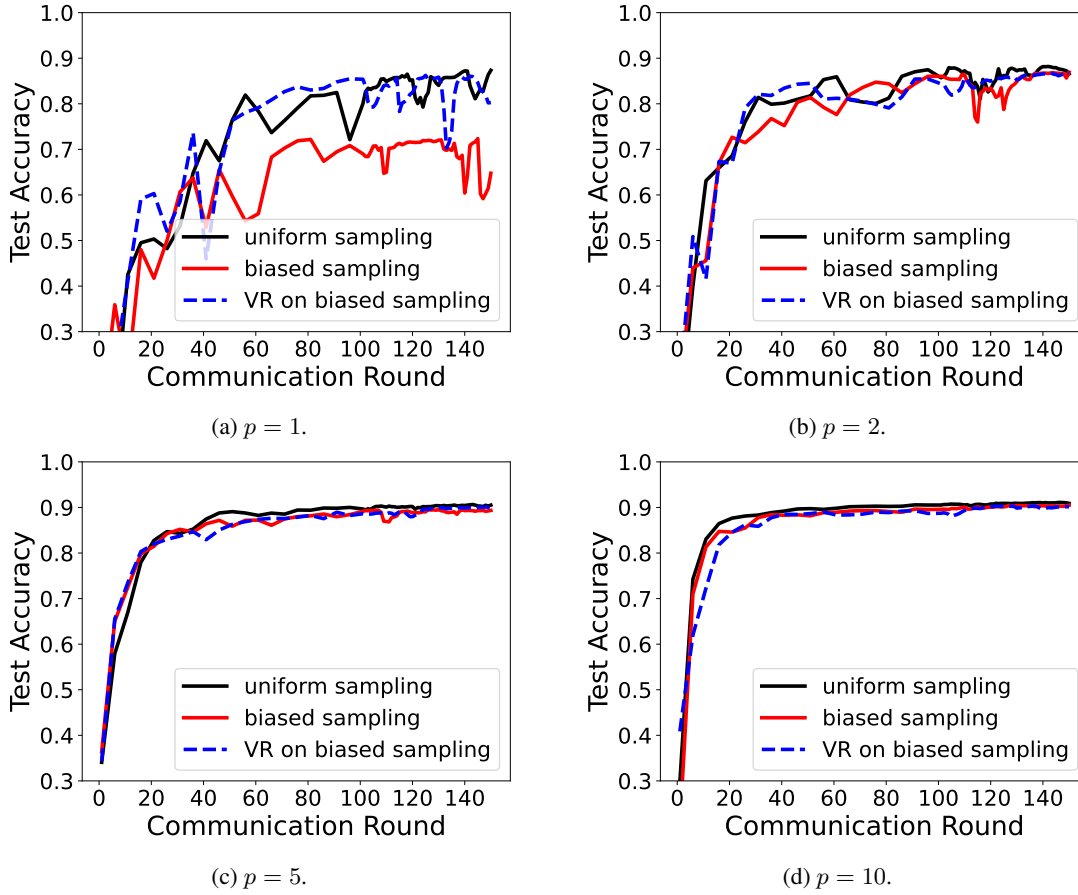 1.0
0.9
0.8
0.7
0.6
0.5
0.4
0.3
Test Accuracy
uniform sampling
biased sampling
VR on biased sampling
0 20 40 60 80 100 120 140
Communication Round
(a) p = 1.
1.0
0.9
0.8
0.7
0.6
0.5
0.4
0.3
Test Accuracy
uniform sampling
biased sampling
VR on biased sampling
0 20 40 60 80 100 120 140
Communication Round
(b) p = 2.
1.0
0.9
0.8
0.7
0.6
0.5
0.4
0.3
Test Accuracy
uniform sampling
biased sampling
VR on biased sampling
0 20 40 60 80 100 120 140
Communication Round
(c) p = 5.
1.0
0.9
0.8
0.7
0.6
0.5
0.4
0.3
Test Accuracy
uniform sampling
biased sampling
VR on biased sampling
0 20 40 60 80 100 120 140
Communication Round
(d) p = 10.